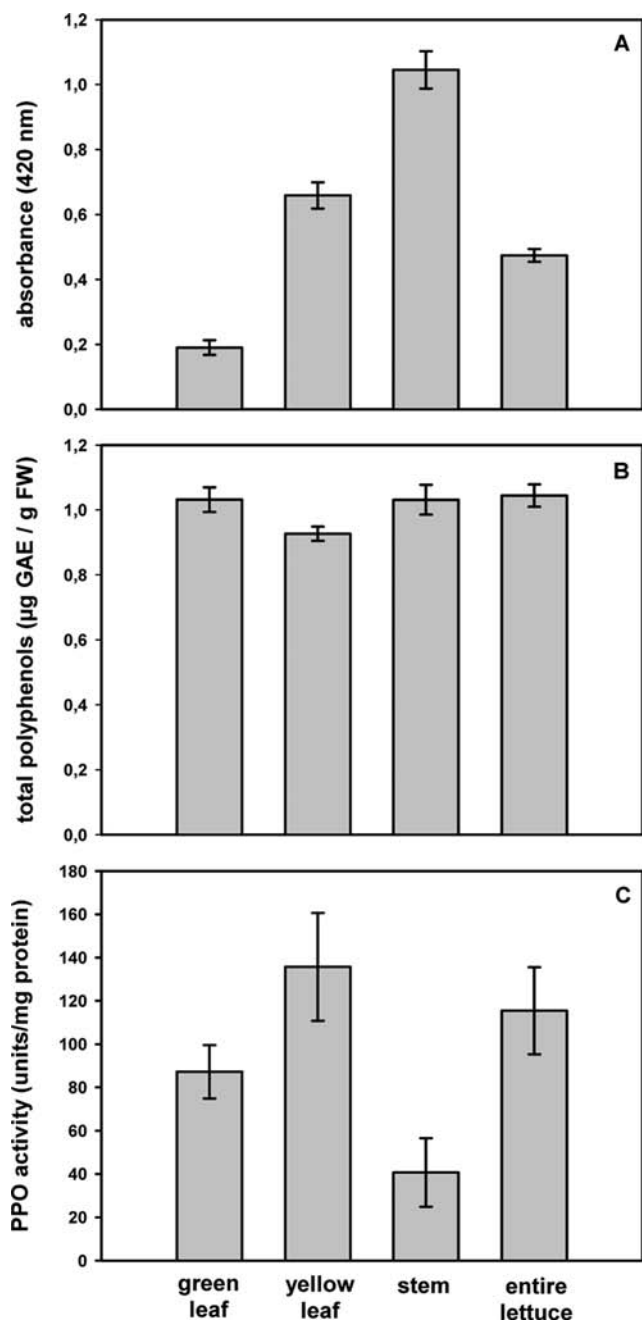 A
absorbance (420 nm)
1,2
1,0
0,8
0,6
0,4
0,2
0,0
B
total polyphenols (µg GAE / g FW)
1,2
1,0
0,8
0,6
0,4
0,2
0,0
C
PPO activity (units/mg protein)
180
160
140
120
100
80
60
40
20
0
green
leaf
yellow
leaf
stem
entire
lettuce